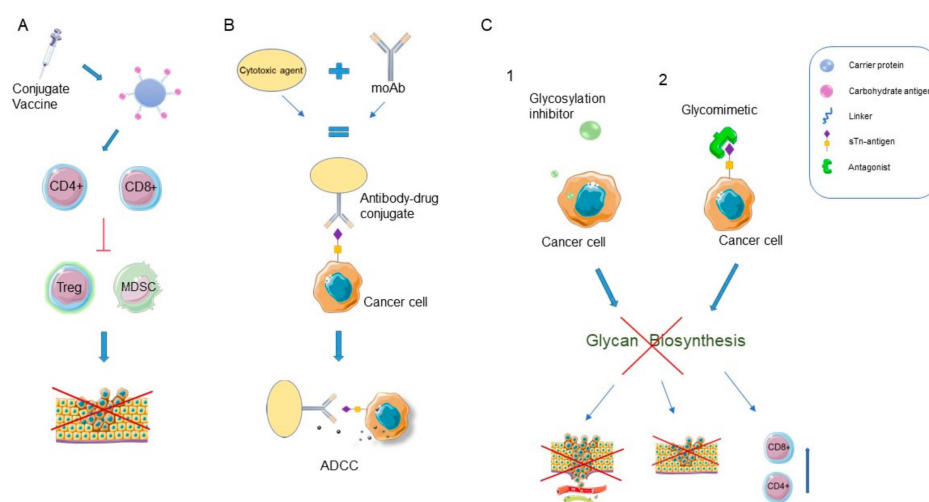 A
Conjugate
Vaccine
CD4+
CD8+
Treg
MDSC
B
Cytotoxic agent
moAb
Antibody-drug
conjugate
Cancer cell
ADCC
C
1
Glycosylation
inhibitor
Cancer cell
2
Glycomimetic
Cancer cell
Glycan Biosynthesis
CD8+
CD4+
Carrier protein
Carbohydrate antigen
Linker
sTn-antigen
Antagonist